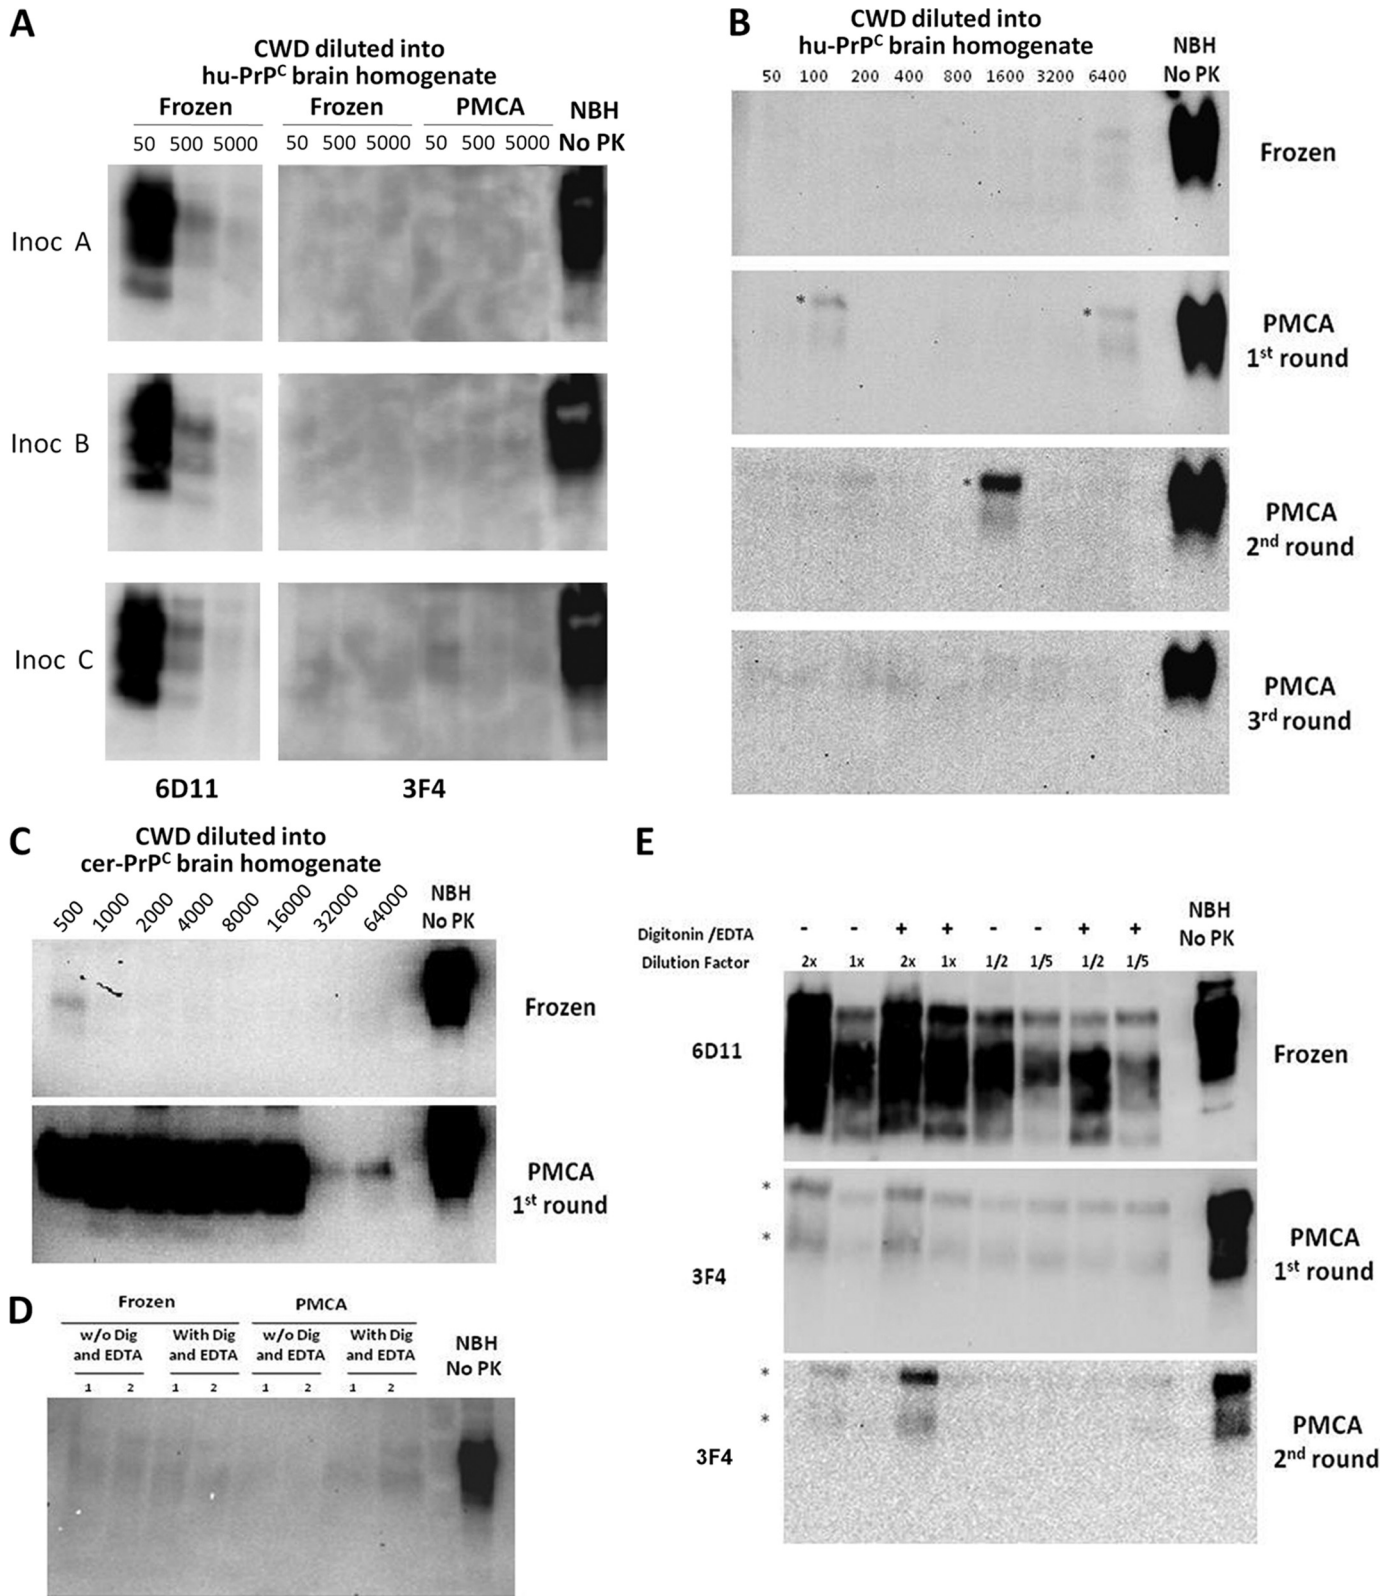 A
CWD diluted into
hu-PrPᶜ brain homogenate
Frozen Frozen PMCA NBH
50 500 5000 50 500 5000 50 500 5000 No PK
Inoc A
Inoc B
Inoc C
6D11 3F4
B
CWD diluted into
hu-PrPᶜ brain homogenate NBH
50 100 200 400 800 1600 3200 6400 No PK
Frozen
* *
PMCA
1ˢᵗ round
*
PMCA
2ⁿᵈ round
PMCA
3ʳᵈ round
C
CWD diluted into
cer-PrPᶜ brain homogenate
500 1000 2000 4000 8000 16000 32000 64000 NBH
No PK
Frozen
PMCA
1ˢᵗ round
D
Frozen PMCA
w/o Dig With Dig w/o Dig With Dig NBH
and EDTA and EDTA and EDTA and EDTA No PK
1 2 1 2 1 2 1 2
E
NBH
No PK
Digitonin /EDTA - - + + - - + +
Dilution Factor 2x 1x 2x 1x 1/2 1/5 1/2 1/5
6D11 Frozen
*
*
3F4
PMCA
1ˢᵗ round
*
*
3F4
PMCA
2ⁿᵈ round